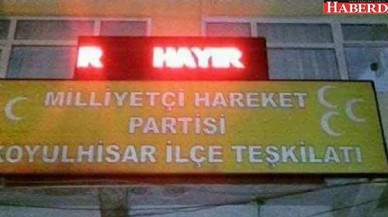 HABERD
R HAYIR
MİLLİYETÇİ HAREKET
PARTİSİ
KOYULHİSAR İLÇE TEŞKİLATI